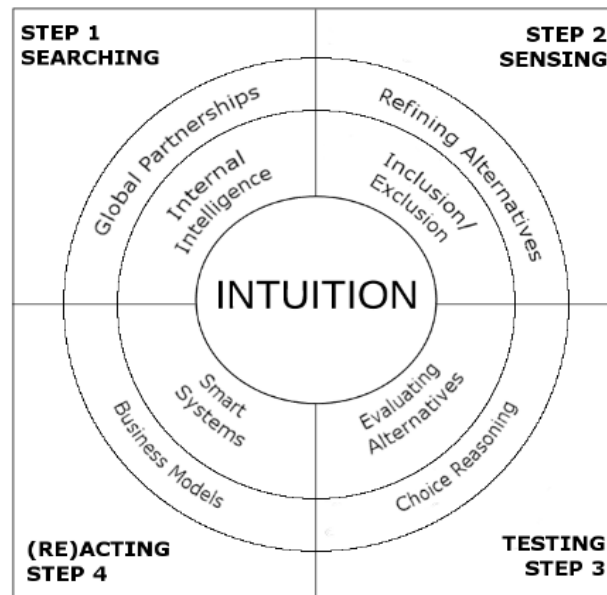 STEP 1
SEARCHING
STEP 2
SENSING
Global Partnerships
Internal
Intelligence
Refining Alternatives
Inclusion/
Exclusion
INTUITION
Smart
Systems
Business Models
Evaluating
Alternatives
Choice Reasoning
(RE)ACTING
STEP 4
TESTING
STEP 3